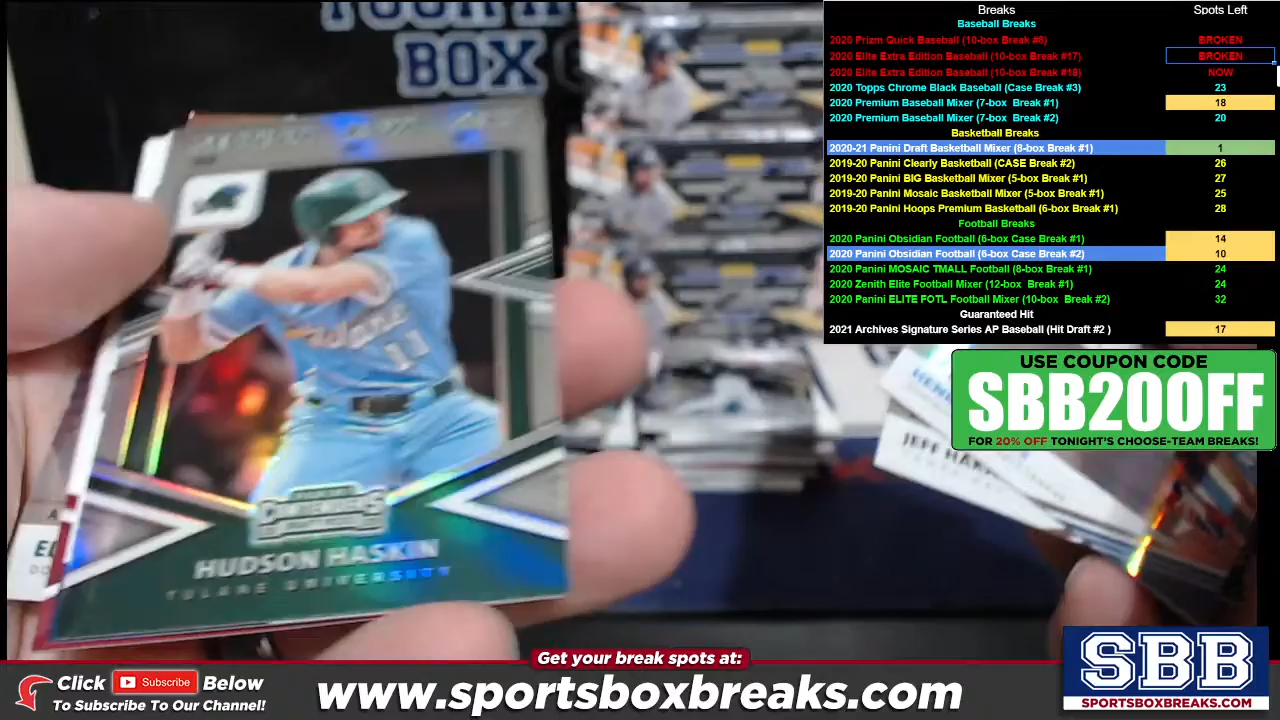 YOUR HIT
BOX
Breaks Spots Left
Baseball Breaks
2020 Prizm Quick Baseball (10-box Break #6) BROKEN
2020 Elite Extra Edition Baseball (10-box Break #17) BROKEN
2020 Elite Extra Edition Baseball (10-box Break #18) NOW
2020 Topps Chrome Black Baseball (Case Break #3) 23
2020 Premium Baseball Mixer (7-box Break #1) 18
2020 Premium Baseball Mixer (7-box Break #2) 20
Basketball Breaks
2020-21 Panini Draft Basketball Mixer (8-box Break #1) 1
2019-20 Panini Clearly Basketball (CASE Break #2) 26
2019-20 Panini BIG Basketball Mixer (5-box Break #1) 27
2019-20 Panini Mosaic Basketball Mixer (5-box Break #1) 25
2019-20 Panini Hoops Premium Basketball (6-box Break #1) 28
Football Breaks
2020 Panini Obsidian Football (6-box Case Break #1) 14
2020 Panini Obsidian Football (6-box Case Break #2) 10
2020 Panini MOSAIC TMALL Football (8-box Break #1) 24
2020 Zenith Elite Football Mixer (12-box Break #1) 24
2020 Panini ELITE FOTL Football Mixer (10-box Break #2) 32
Guaranteed Hit
2021 Archives Signature Series AP Baseball (Hit Draft #2 ) 17
USE COUPON CODE
SBB20OFF
FOR 20% OFF TONIGHT'S CHOOSE-TEAM BREAKS!
JEFF
CONTENDERS
HUDSON HASKIN
TULANE UNIVERSITY
Get your break spots at:
Click Subscribe Below
To Subscribe To Our Channel!
www.sportsboxbreaks.com
SBB
SPORTSBOXBREAKS.COM